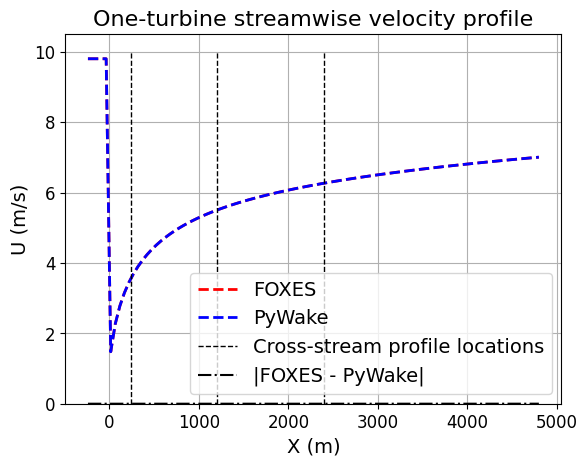 One-turbine streamwise velocity profile
U (m/s)
10
8
6
4
2
0
FOXES
PyWake
Cross-stream profile locations
|FOXES - PyWake|
0 1000 2000 3000 4000 5000
X (m)